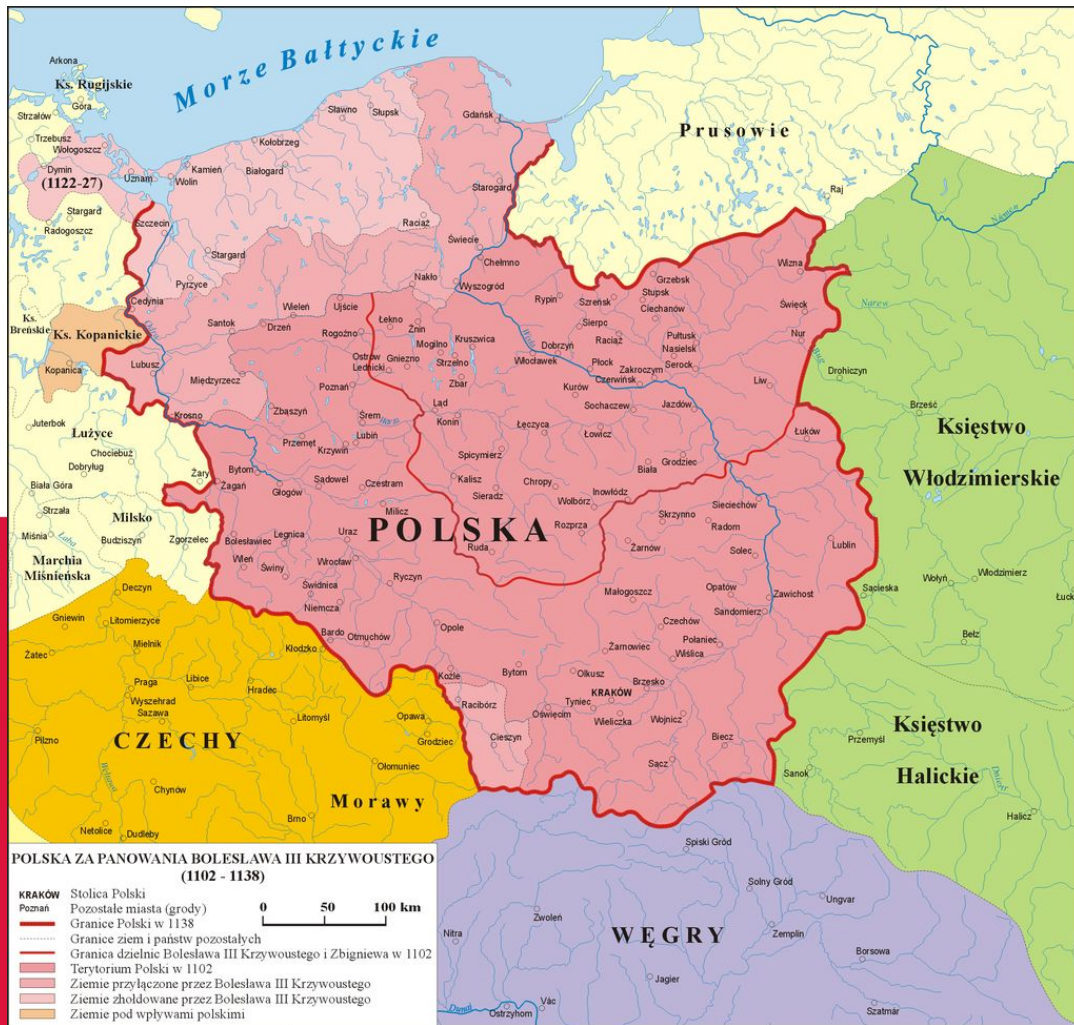 Morze Bałtyckie
Arkona
Ks. Rugijskie
Góra
Strzałów
Trzebusz
Wołogoszcz
Dymin
(1122-27)
Uznam
Wolin
Kamień
Kołobrzeg
Białogard
Sławno
Słupsk
Gdańsk
Starogard
Prusowie
Raj
Niemen
Stargard
Radogoszcz
Szczecin
Stargard
Pyrzyce
Raciąż
Świecie
Chełmno
Nakło
Wyszogród
Cedynia
Ks. Breńskie
Ks. Kopanickie
Kopanica
Lubusz
Santok
Drzeń
Wieleń
Ujście
Rogoźno
Łekno
Żnin
Mogilno
Kruszwica
Ostrów Lednicki
Gniezno
Strzelno
Zbar
Poznań
Międzyrzecz
Zbąszyń
Krosno
Śrem
Warta
Ląd
Konin
Przemęt
Lubiń
Krzywiń
Rypin
Szreńsk
Grzebsk
Stupsk
Ciechanów
Sierpc
Raciąż
Dobrzyń
Wisła
Włocławek
Płock
Pułtusk
Nasielsk
Serock
Zakroczym
Czerwińsk
Kurów
Sochaczew
Jazdów
Liw
Wizna
Święck
Nur
Narew
Bug
Drohiczyn
Brześć
Księstwo
Włodzimierskie
Łuków
Łęczyca
Łowicz
Spicymierz
Biała
Grodziec
Kalisz
Sieradz
Chropy
Wolbórz
Inowłódz
Rozprza
Juterbok
Łużyce
Chociebuż
Dobryług
Biała Góra
Żary
Żagań
Bytom
Głogów
Sądowel
Czestram
Milicz
Strzała
Milsko
Miśnia
Łaba
Budziszyn
Zgorzelec
Marchia
Miśnieńska
Bolesławiec
Legnica
Uraz
Wleń
Świny
Wrocław
Świdnica
Niemcza
Ryczyn
POLSKA
Ruda
Skrzynno
Sieciechów
Radom
Żarnów
Solec
Lublin
Małogoszcz
Opatów
Zawichost
Sandomierz
Sącieska
Wołyń
Włodzimierz
Łuck
Bełz
Deczyn
Gniewin
Litomierzyce
Żatec
Mielnik
Kłodzko
Bardo
Otmuchów
Opole
Czechów
Połaniec
Żarnowiec
Wiślica
Praga
Libice
Hradec
Wyszehrad
Sazawa
Litomyśl
Pilzno
CZECHY
Wełtawa
Koźle
Bytom
Olkusz
Racibórz
Tyniec
KRAKÓW
Brzesko
Oświęcim
Wieliczka
Wojnicz
Biecz
Cieszyn
Sącz
Opawa
Grodziec
Ołomuniec
Morawy
Chynów
Netolice
Dudleby
Brno
Księstwo
Halickie
Przemyśl
Sanok
Dniestr
Halicz
Spiski Gród
Solny Gród
Ungvar
Zwoleń
Nitra
WĘGRY
Zemplin
Borsowa
Jagier
Dunaj
Ostrzyhom
Vác
Szatmár
POLSKA ZA PANOWANIA BOLESŁAWA III KRZYWOUSTEGO
(1102 - 1138)
KRAKÓW Stolica Polski
Poznań Pozostałe miasta (grody)
0 50 100 km
Granice Polski w 1138
Granice ziem i państw pozostałych
Granica dzielnic Bolesława III Krzywoustego i Zbigniewa w 1102
Terytorium Polski w 1102
Ziemie przyłączone przez Bolesława III Krzywoustego
Ziemie zhołdowane przez Bolesława III Krzywoustego
Ziemie pod wpływami polskimi